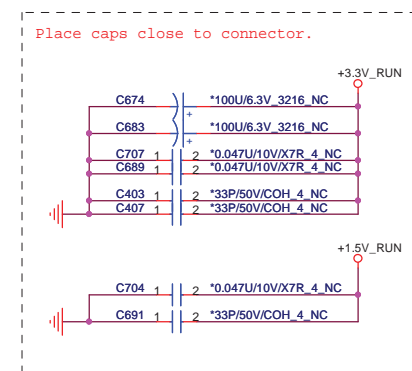 Place caps close to connector.
+3.3V_RUN
C674 *100U/6.3V_3216_NC
+
C683 *100U/6.3V_3216_NC
+
C707 1 2 *0.047U/10V/X7R_4_NC
C689 1 2 *0.047U/10V/X7R_4_NC
C403 1 2 *33P/50V/COH_4_NC
C407 1 2 *33P/50V/COH_4_NC
+1.5V_RUN
C704 1 2 *0.047U/10V/X7R_4_NC
C691 1 2 *33P/50V/COH_4_NC